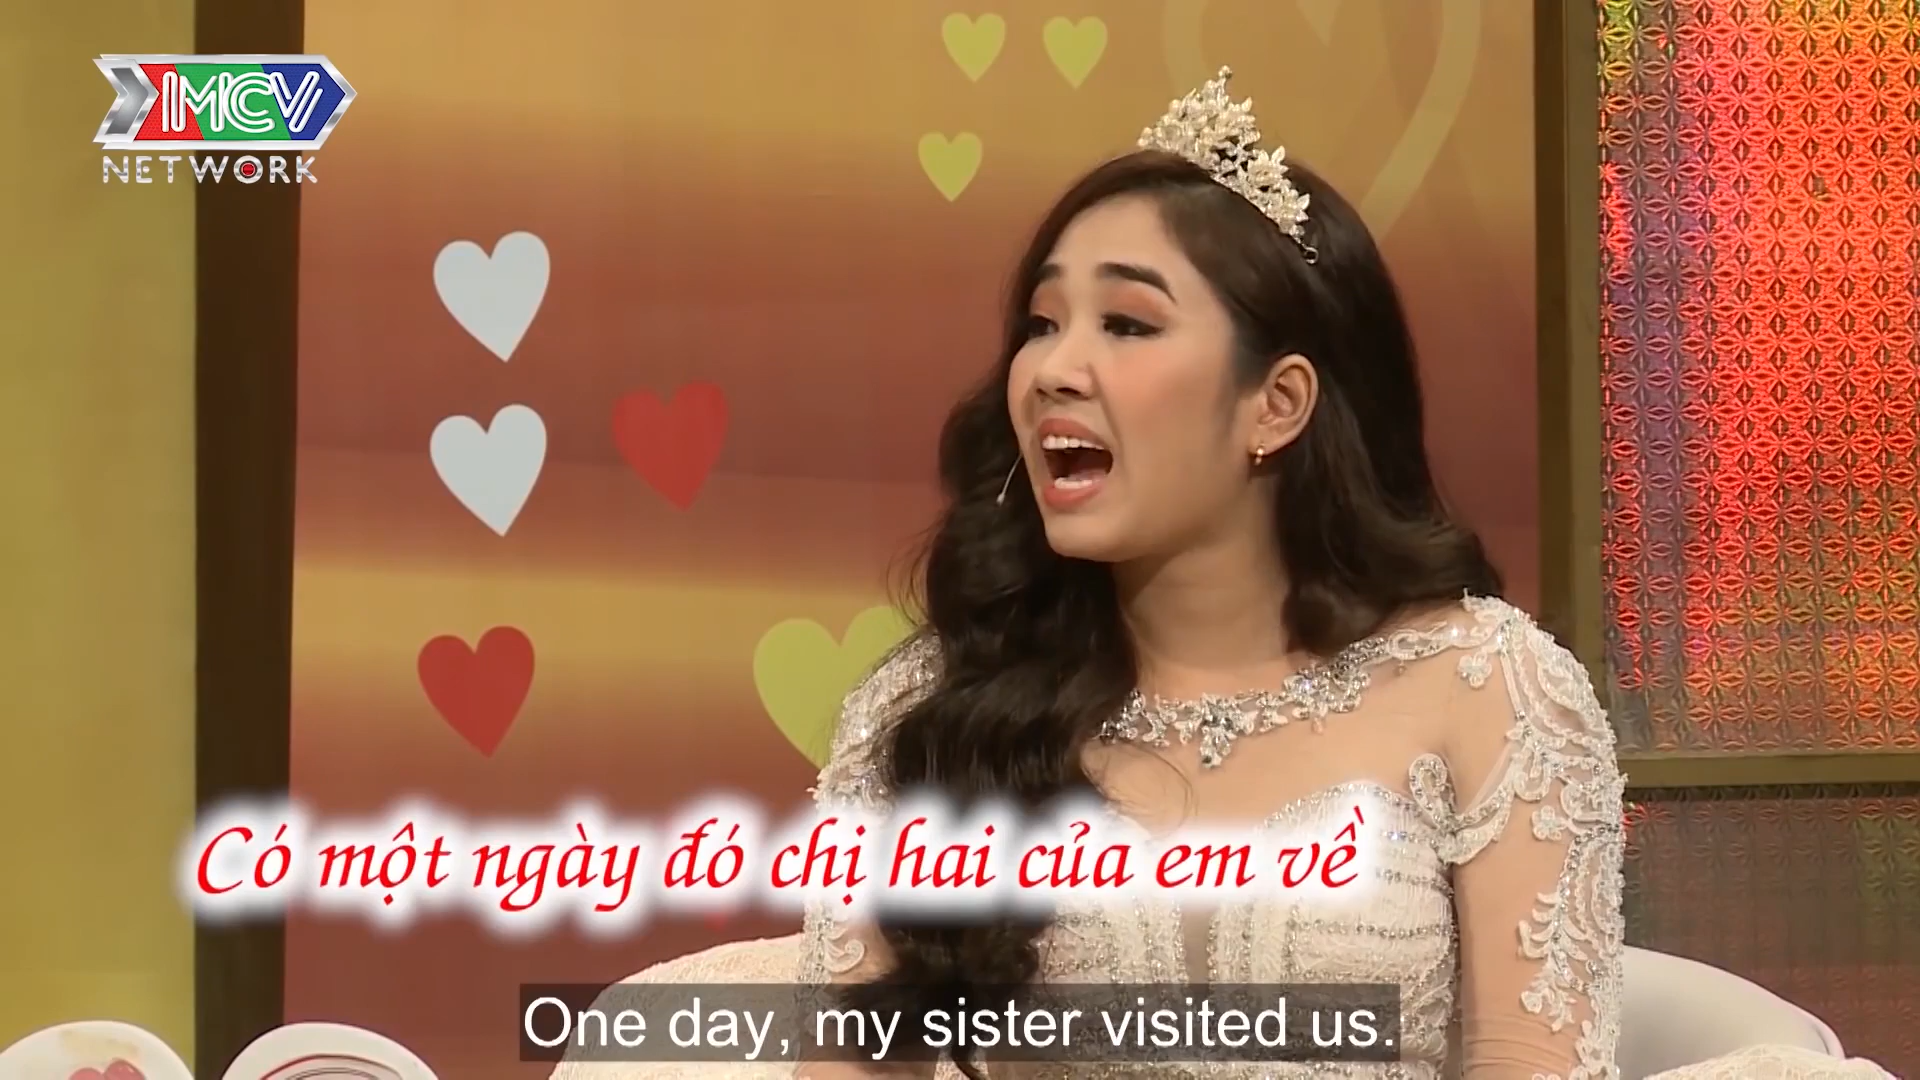 MCV
NETWORK
Có một ngày đó chị hai của em về
One day, my sister visited us.